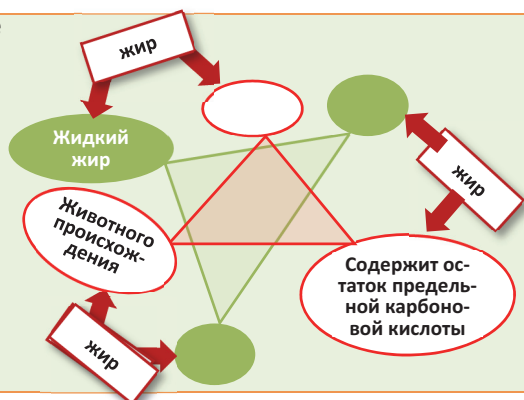 жир
Жидкий
жир
жир
Животного
происхож-
дения
Содержит ос-
таток предель-
ной карбоно-
вой кислоты
жир